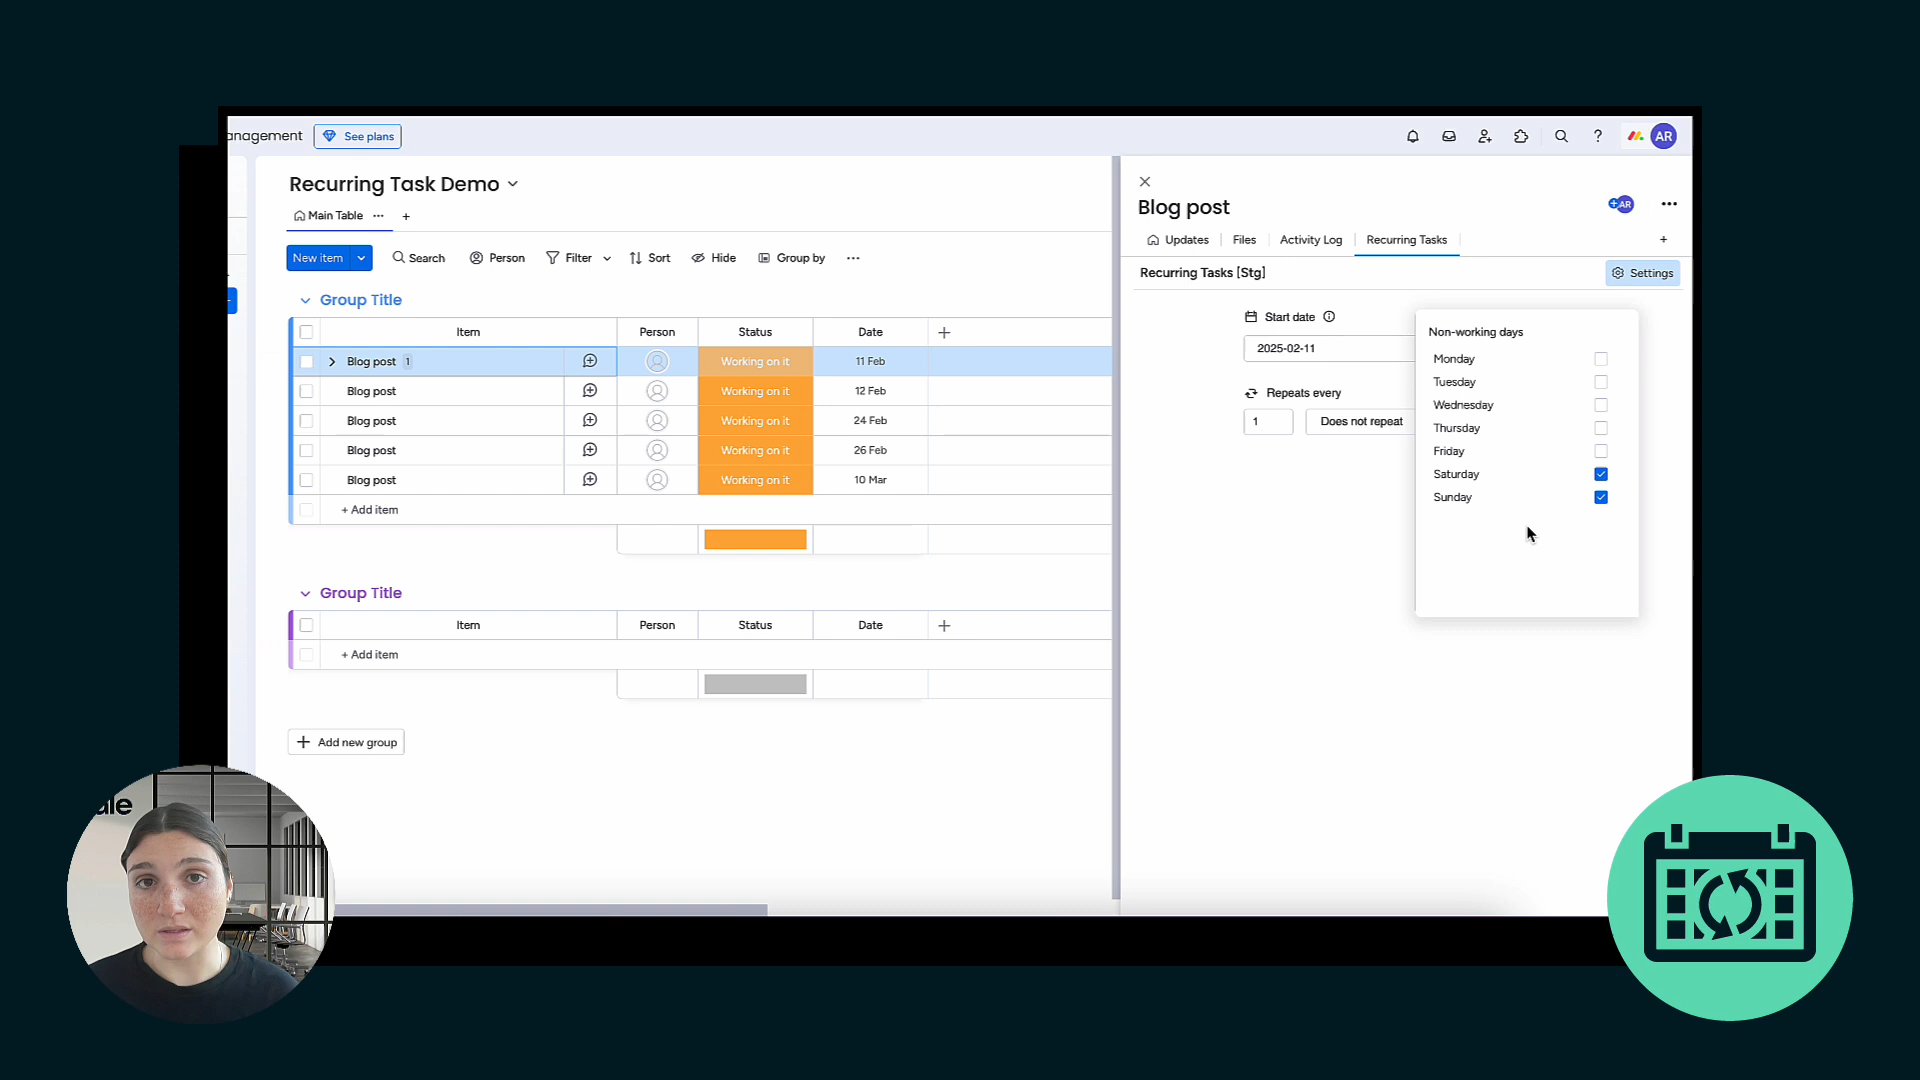 anagement
See plans
AR
Recurring Task Demo
Main Table
New item
Search
Person
Filter
Sort
Hide
Group by
Group Title
Item Person Status Date
Blog post 1 Working on it 11 Feb
Blog post Working on it 12 Feb
Blog post Working on it 24 Feb
Blog post Working on it 26 Feb
Blog post Working on it 10 Mar
+ Add item
Group Title
Item Person Status Date
+ Add item
Add new group
Blog post
AR
Updates
Files
Activity Log
Recurring Tasks
Recurring Tasks [Stg]
Settings
Start date
2025-02-11
Repeats every
1 Does not repeat
Non-working days
Monday
Tuesday
Wednesday
Thursday
Friday
Saturday
Sunday